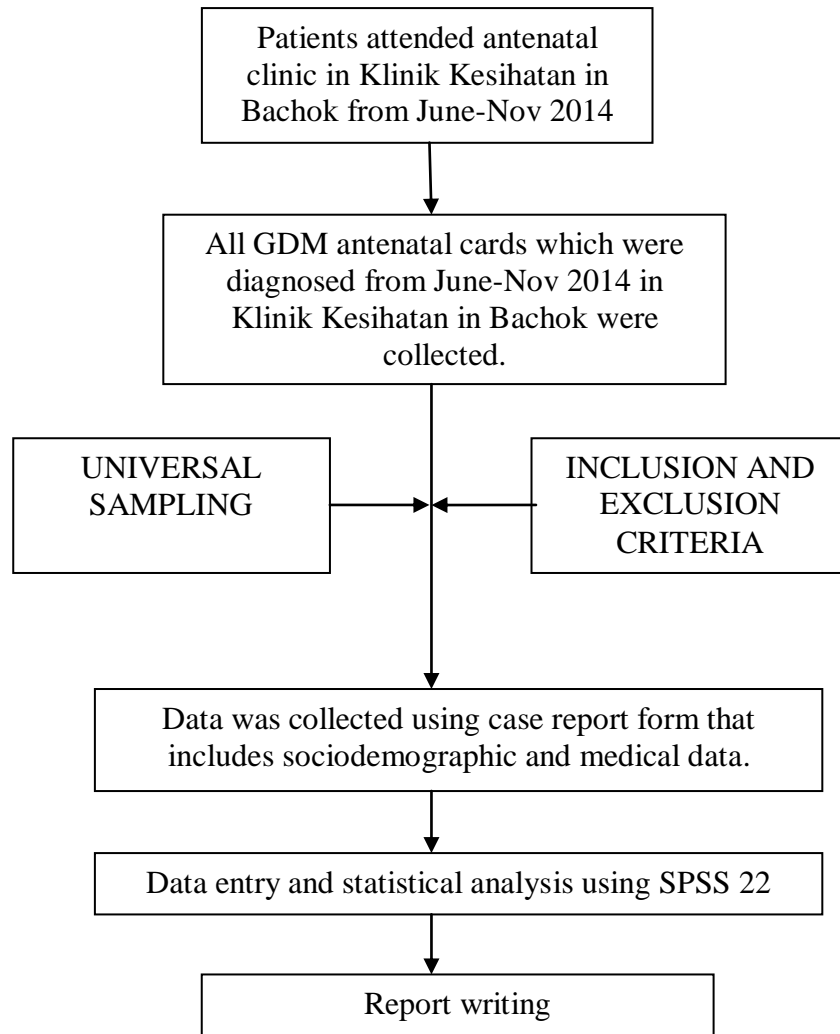 Patients attended antenatal
clinic in Klinik Kesihatan in
Bachok from June-Nov 2014
All GDM antenatal cards which were
diagnosed from June-Nov 2014 in
Klinik Kesihatan in Bachok were
collected.
UNIVERSAL
SAMPLING
INCLUSION AND
EXCLUSION
CRITERIA
Data was collected using case report form that
includes sociodemographic and medical data.
Data entry and statistical analysis using SPSS 22
Report writing